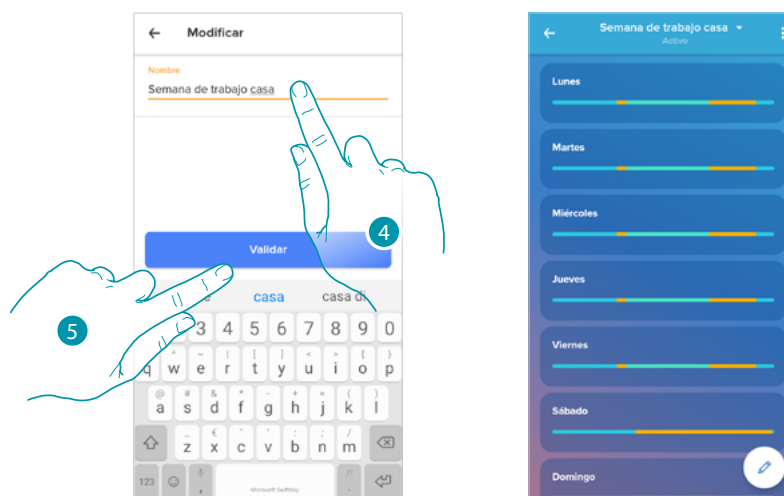 Modificar
Nombre
Semana de trabajo casa
4
Validar
casa
casa di
5
3 4 5 6 7 8 9 0
q w e r t y u i o p
a s d f g h j k l
z x c v b n m
123
Microsoft SwiftKey
Semana de trabajo casa
Activo
Lunes
Martes
Miércoles
Jueves
Viernes
Sábado
Domingo